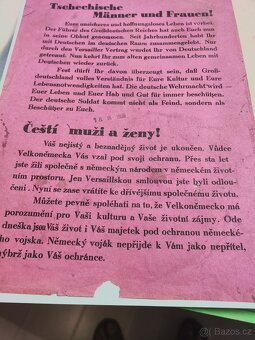 Tschechische
Männer und Frauen!
Euer unsicheres und hoffnungsloses Leben ist vorbei.
Der Führer des Großdeutschen Reiches hat auch Euch nun
in seine Obhut genommen. Seit Jahrhunderten habt Ihr
mit Deutschen im deutschen Raum zusammengelebt. Nur
durch den Versailler Vertrag wurdet Ihr von Deutschland
getrennt. Nun kehrt Ihr zum alten gemeinsamen Leben mit
Deutschen wieder zurück.
Fest dürft Ihr davon überzeugt sein, daß Groß-
deutschland volles Verständnis für Eure Kultur und Eure
Lebensnotwendigkeiten hat. Die deutsche Wehrmacht wird
Euer Leben und Euer Hab und Gut für immer beschützen.
Der deutsche Soldat kommt nicht als Feind, sondern als
Beschützer zu Euch.
Čeští muži a ženy!
Váš nejistý a beznadějný život je ukončen. Vůdce
Velkoněmecka Vás vzal pod svoji ochranu. Přes sta let
jste žili společně s německým národem v německém životním
prostoru. Jen Versaillskou smlouvou jste byli odlou-
čeni. Nyní se zase vrátíte ke dřívějšímu společnému životu.
Můžete pevně spoléhati na to, že Velkoněmecko má
porozumění pro Vaši kulturu a Vaše životní zájmy. Ode
dneška jsou Váš život i Váš majetek pod ochranou německé-
ho vojska. Německý voják nepřijde k Vám jako nepřítel,
nýbrž jako Váš ochránce.
Sbazar.cz